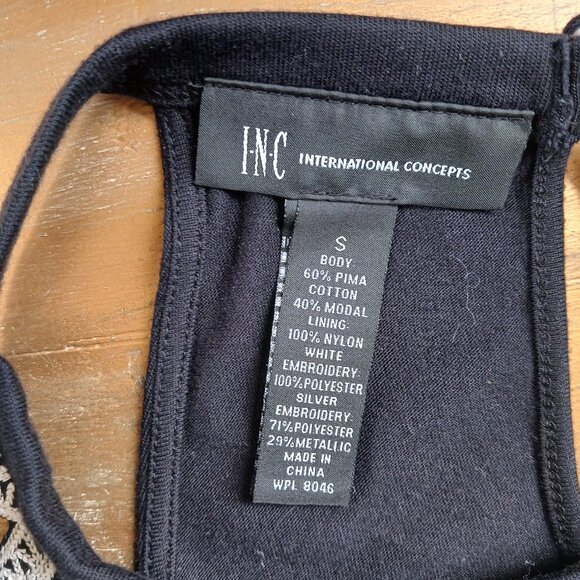 I·N·C INTERNATIONAL CONCEPTS
S
BODY:
60% PIMA
COTTON
40% MODAL
LINING:
100% NYLON
WHITE
EMBROIDERY:
100%POLYESTER
SILVER
EMBROIDERY:
71%POLYESTER
29%METALLIC
MADE IN
CHINA
WPL 8046